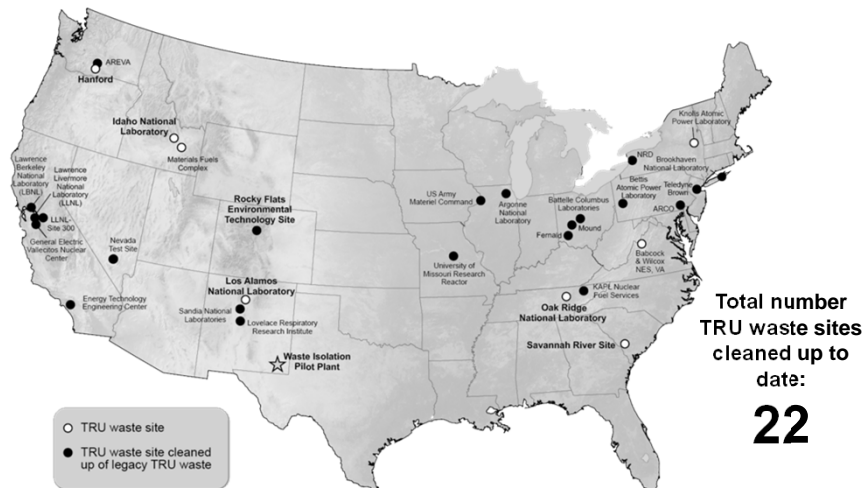 AREVA
Hanford
Idaho National
Laboratory
Materials Fuels
Complex
Lawrence
Berkeley
National
Laboratory
(LBNL)
Lawrence
Livermore
National
Laboratory
(LLNL)
LLNL-
Site 300
General Electric
Vallecitos Nuclear
Center
Nevada
Test Site
Energy Technology
Engineering Center
Rocky Flats
Environmental
Technology Site
Los Alamos
National Laboratory
Sandia National
Laboratories
Lovelace Respiratory
Research Institute
Waste Isolation
Pilot Plant
US Army
Materiel Command
Argonne
National
Laboratory
University of
Missouri Research
Reactor
Battelle Columbus
Laboratories
Mound
Fernald
Knolls Atomic
Power Laboratory
NRD
Brookhaven
National Laboratory
Bettis
Atomic Power
Laboratory
Teledyne
Brown
ARCO
Babcock
& Wilcox
NES, VA
KAPL Nuclear
Fuel Services
Oak Ridge
National Laboratory
Savannah River Site
Total number
TRU waste sites
cleaned up to
date:
22
TRU waste site
TRU waste site cleaned
up of legacy TRU waste